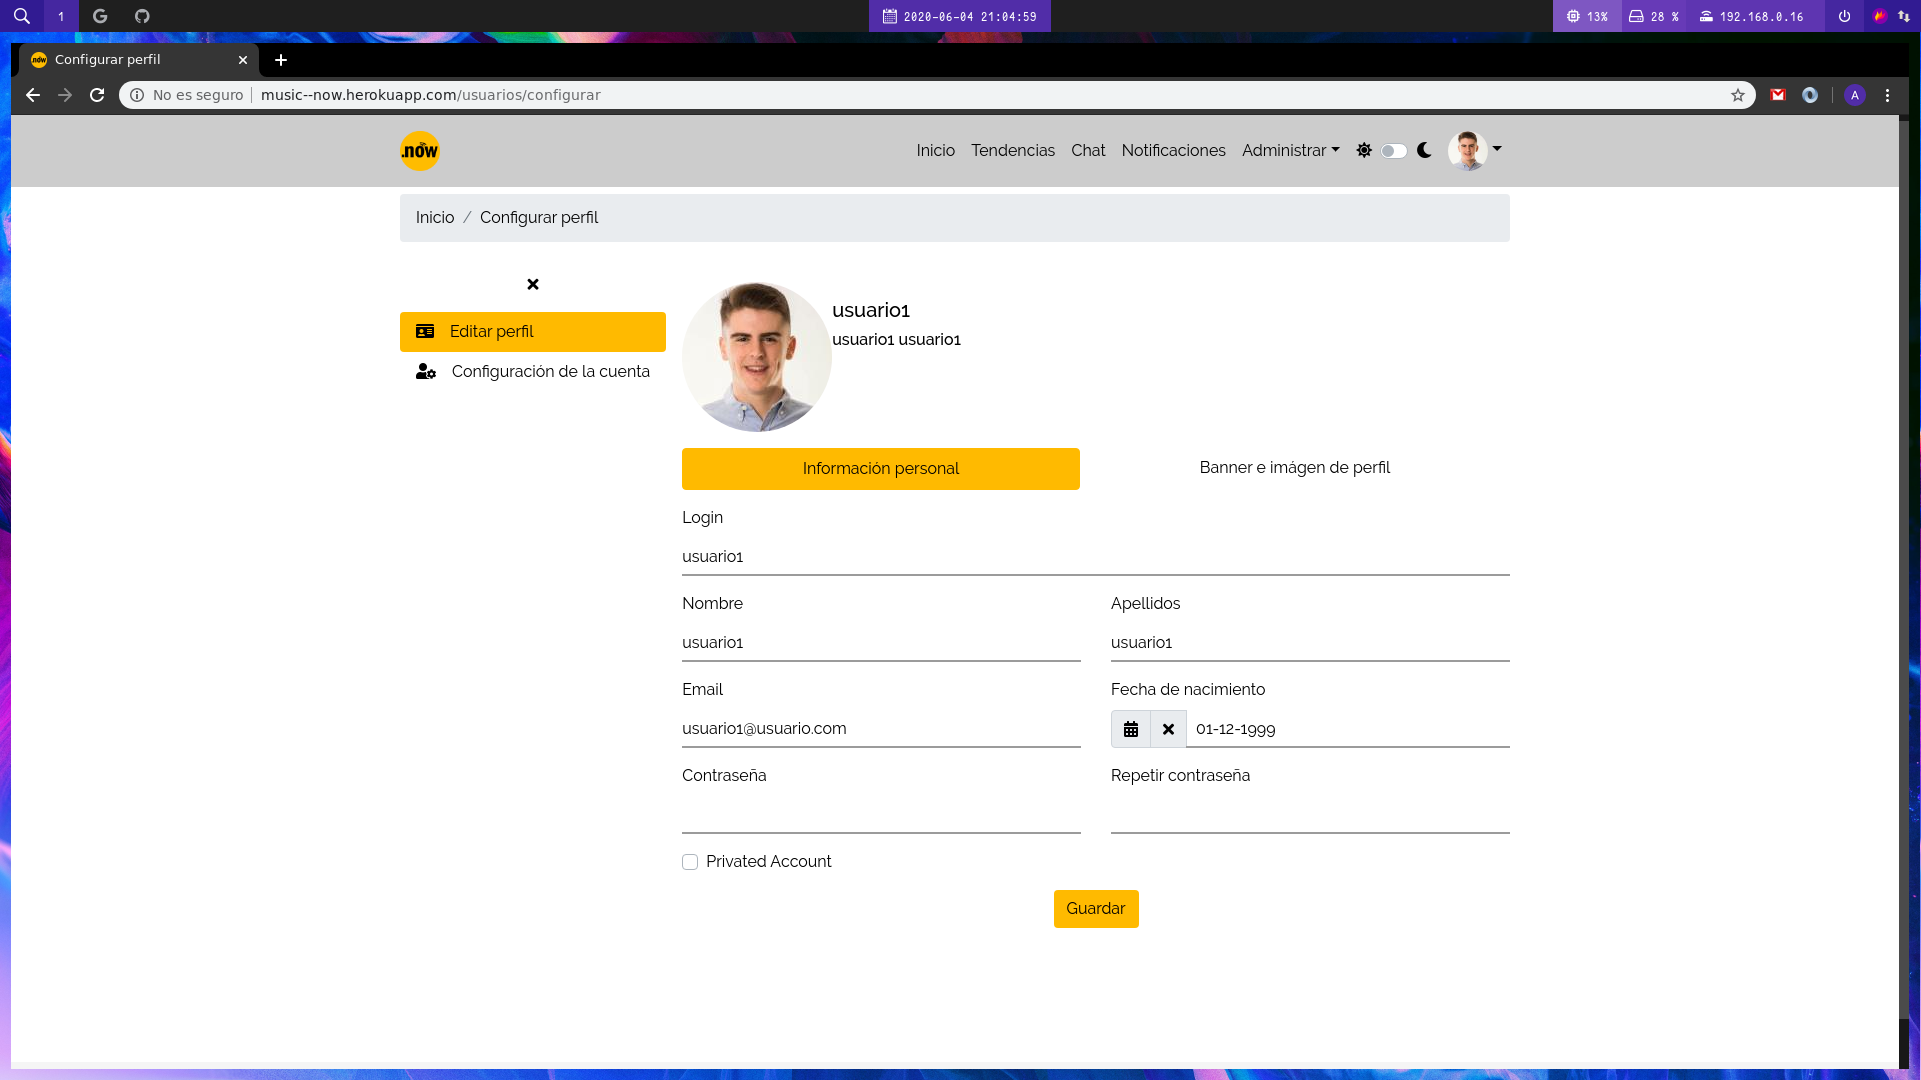 1
2020-06-04 21:04:59
13%
28 %
192.168.0.16
.now Configurar perfil
No es seguro music--now.herokuapp.com/usuarios/configurar
A
.now
Inicio Tendencias Chat Notificaciones Administrar
Inicio / Configurar perfil
Editar perfil
Configuración de la cuenta
usuario1
usuario1 usuario1
Información personal
Banner e imágen de perfil
Login
usuario1
Nombre
Apellidos
usuario1
usuario1
Email
Fecha de nacimiento
usuario1@usuario.com
01-12-1999
Contraseña
Repetir contraseña
Privated Account
Guardar